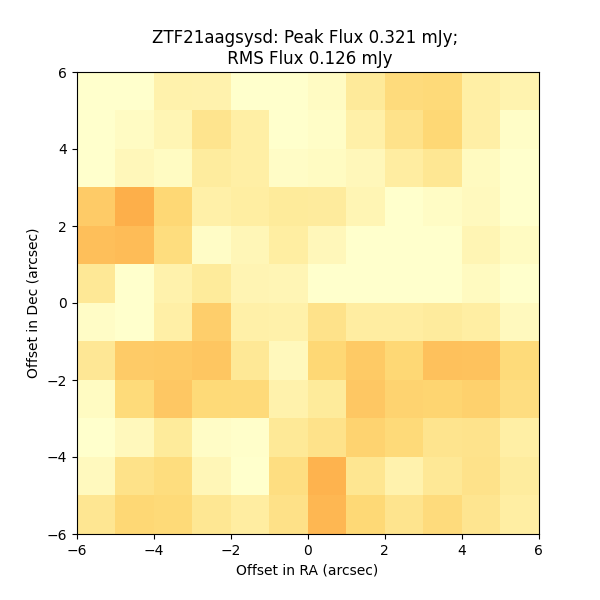 ZTF21aagsysd: Peak Flux 0.321 mJy;
RMS Flux 0.126 mJy
6
4
2
0
−2
−4
−6
Offset in Dec (arcsec)
−6 −4 −2 0 2 4 6
Offset in RA (arcsec)